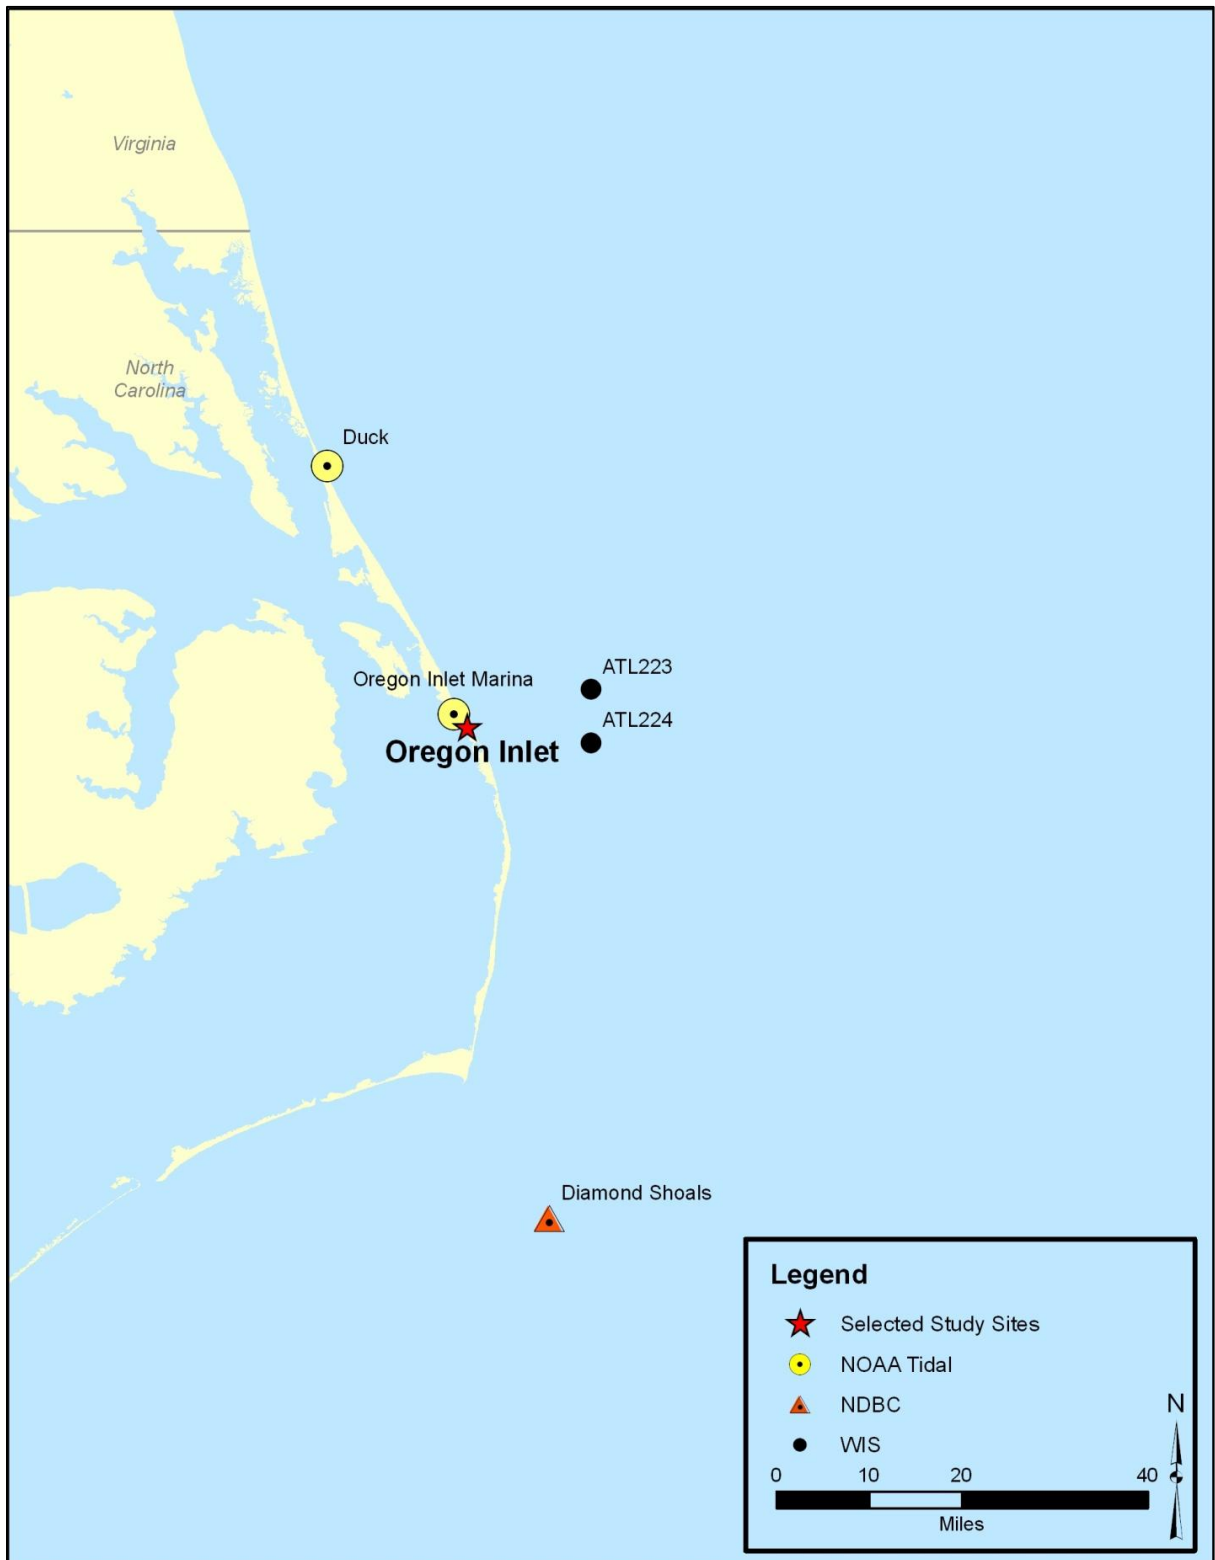 Virginia
North
Carolina
Duck
ATL223
Oregon Inlet Marina
ATL224
Oregon Inlet
Diamond Shoals
Legend
Selected Study Sites
NOAA Tidal
NDBC
WIS
N
0 10 20 40
Miles